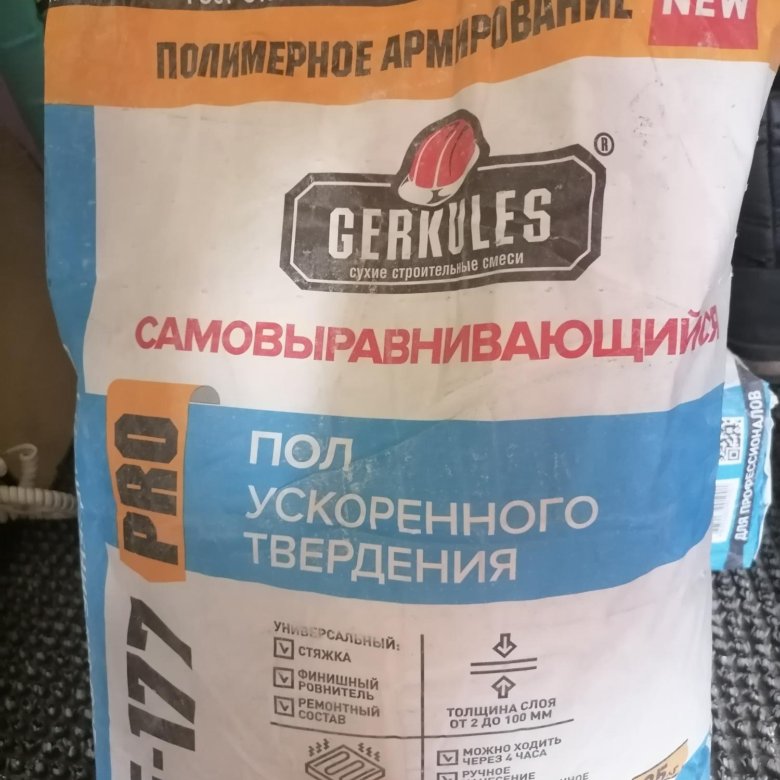 ПОЛИМЕРНОЕ АРМИРОВАНИЕ
NEW
GERKULES
®
сухие строительные смеси
САМОВЫРАВНИВАЮЩИЙСЯ
PRO
ПОЛ
УСКОРЕННОГО
ТВЕРДЕНИЯ
-177
УНИВЕРСАЛЬНЫЙ:
СТЯЖКА
ФИНИШНЫЙ
РОВНИТЕЛЬ
РЕМОНТНЫЙ
СОСТАВ
ТОЛЩИНА СЛОЯ
ОТ 2 ДО 100 ММ
МОЖНО ХОДИТЬ
ЧЕРЕЗ 4 ЧАСА
РУЧНОЕ
ДЛЯ ПРОФЕССИОНАЛОВ